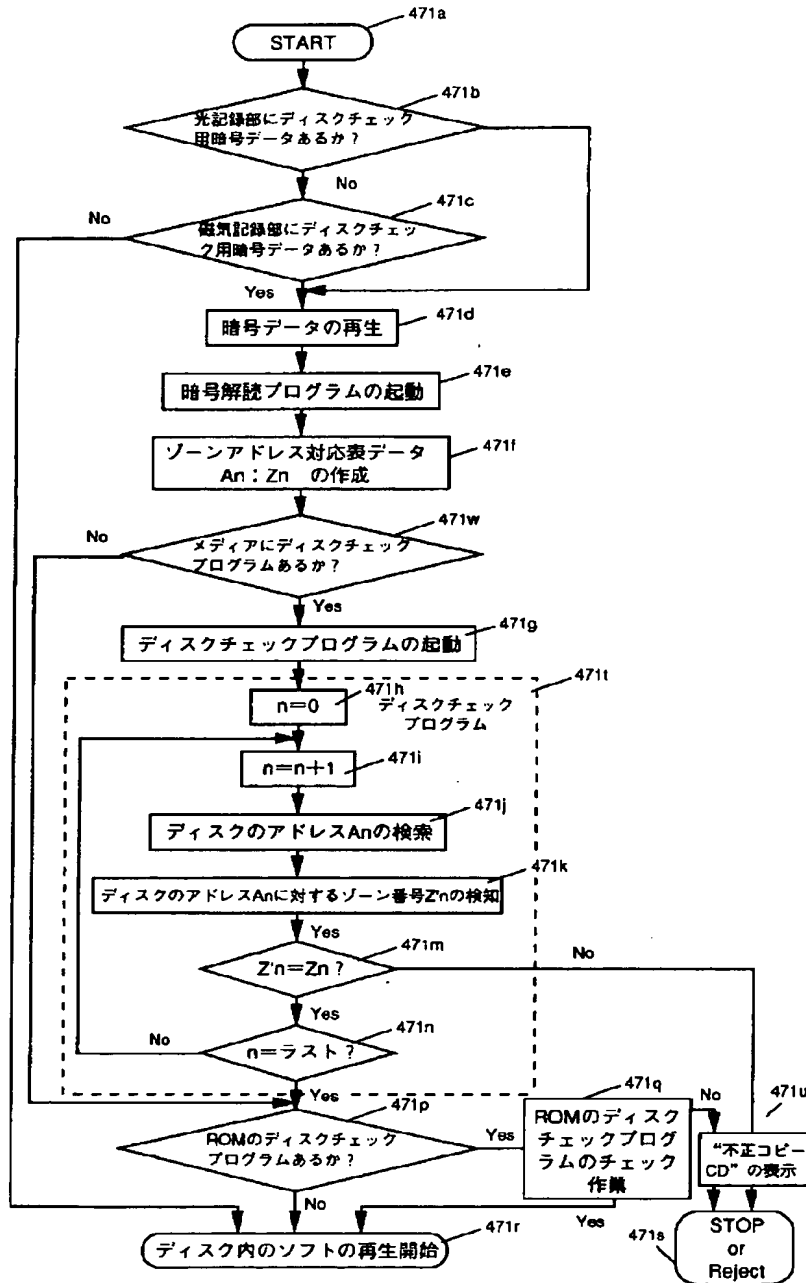 START
471a
471b
光記録部にディスクチェック
用暗号データあるか？
No
471c
No
磁気記録部にディスクチェッ
ク用暗号データあるか？
Yes
471d
暗号データの再生
471e
暗号解読プログラムの起動
471f
ゾーンアドレス対応表データ
An：Zn の作成
471w
No
メディアにディスクチェック
プログラムあるか？
Yes
471g
ディスクチェックプログラムの起動
471t
471h
n＝0
ディスクチェック
プログラム
471i
n＝n＋1
471j
ディスクのアドレスAnの検索
471k
ディスクのアドレスAnに対するゾーン番号Z'nの検知
Yes
471m
No
Z'n＝Zn？
Yes
471n
No
n＝ラスト？
Yes
471p
ROMのディスクチェック
プログラムあるか？
Yes
471q
ROMのディスク
チェックプログ
ラムのチェック
作業
No
471u
“不正コピー
CD”の表示
No
Yes
471r
ディスク内のソフトの再生開始
471s
STOP
or
Reject